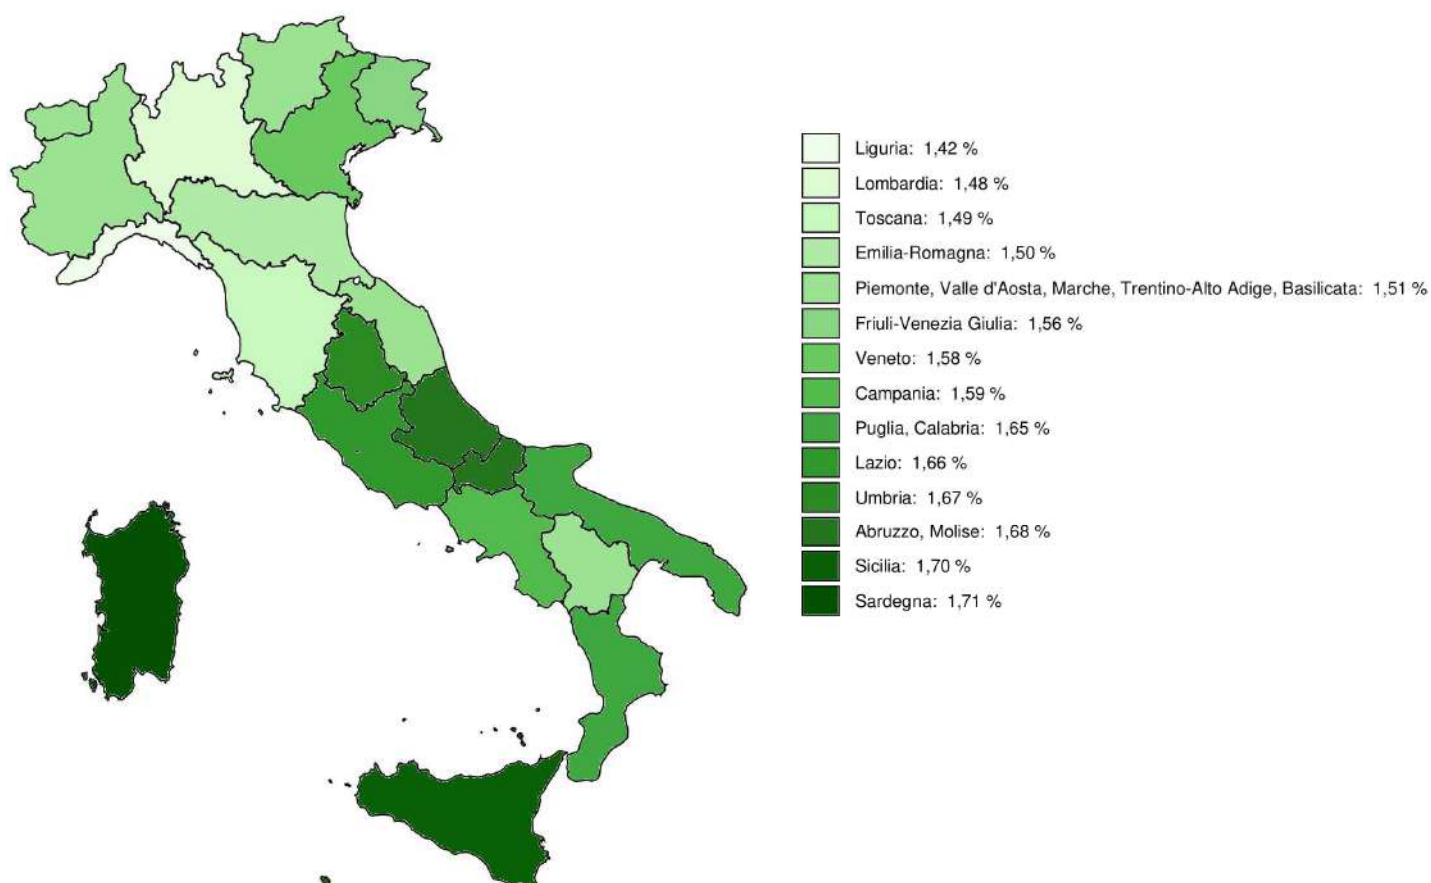 Liguria: 1,42 %
Lombardia: 1,48 %
Toscana: 1,49 %
Emilia-Romagna: 1,50 %
Piemonte, Valle d'Aosta, Marche, Trentino-Alto Adige, Basilicata: 1,51 %
Friuli-Venezia Giulia: 1,56 %
Veneto: 1,58 %
Campania: 1,59 %
Puglia, Calabria: 1,65 %
Lazio: 1,66 %
Umbria: 1,67 %
Abruzzo, Molise: 1,68 %
Sicilia: 1,70 %
Sardegna: 1,71 %